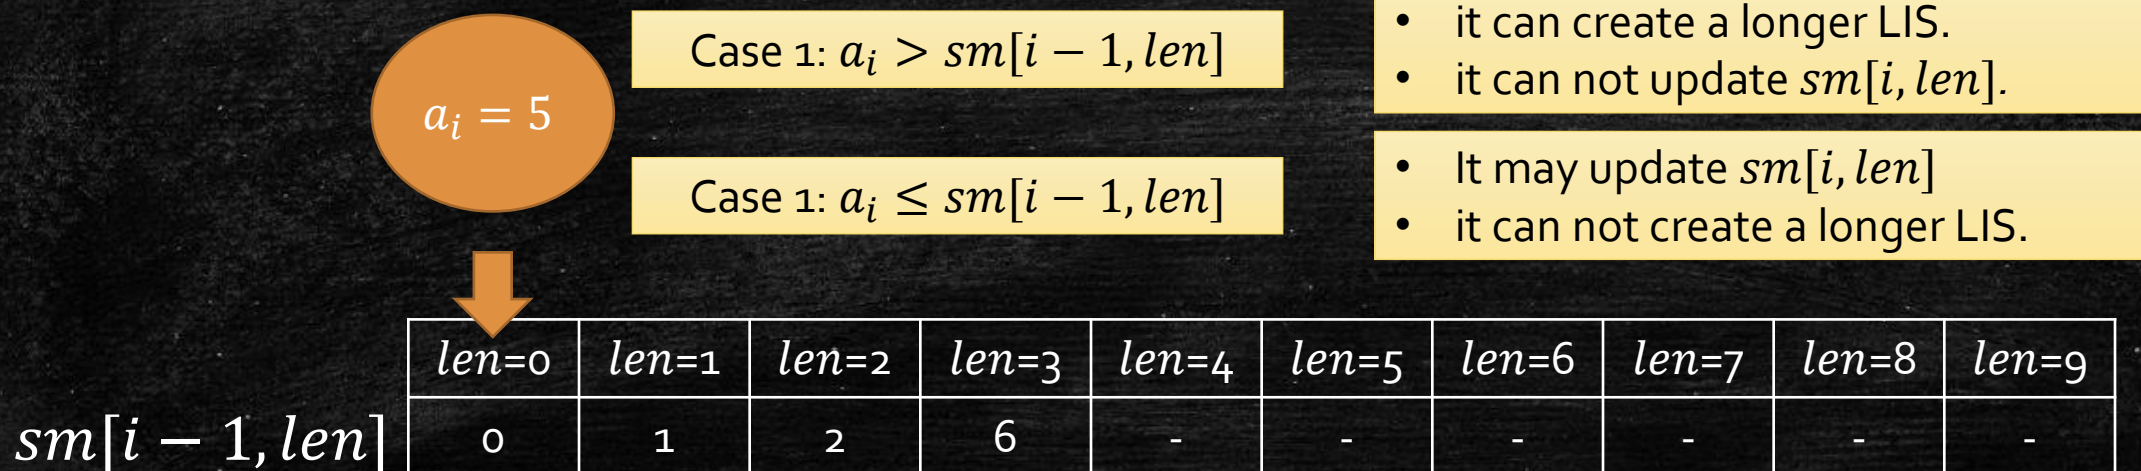 • it can create a longer LIS.
Case 1: a_i > sm[i − 1, len]
• it can not update sm[i, len].
a_i = 5
• It may update sm[i, len]
Case 1: a_i ≤ sm[i − 1, len]
• it can not create a longer LIS.
len=0 len=1 len=2 len=3 len=4 len=5 len=6 len=7 len=8 len=9
sm[i − 1, len] 0 1 2 6 - - - - - -